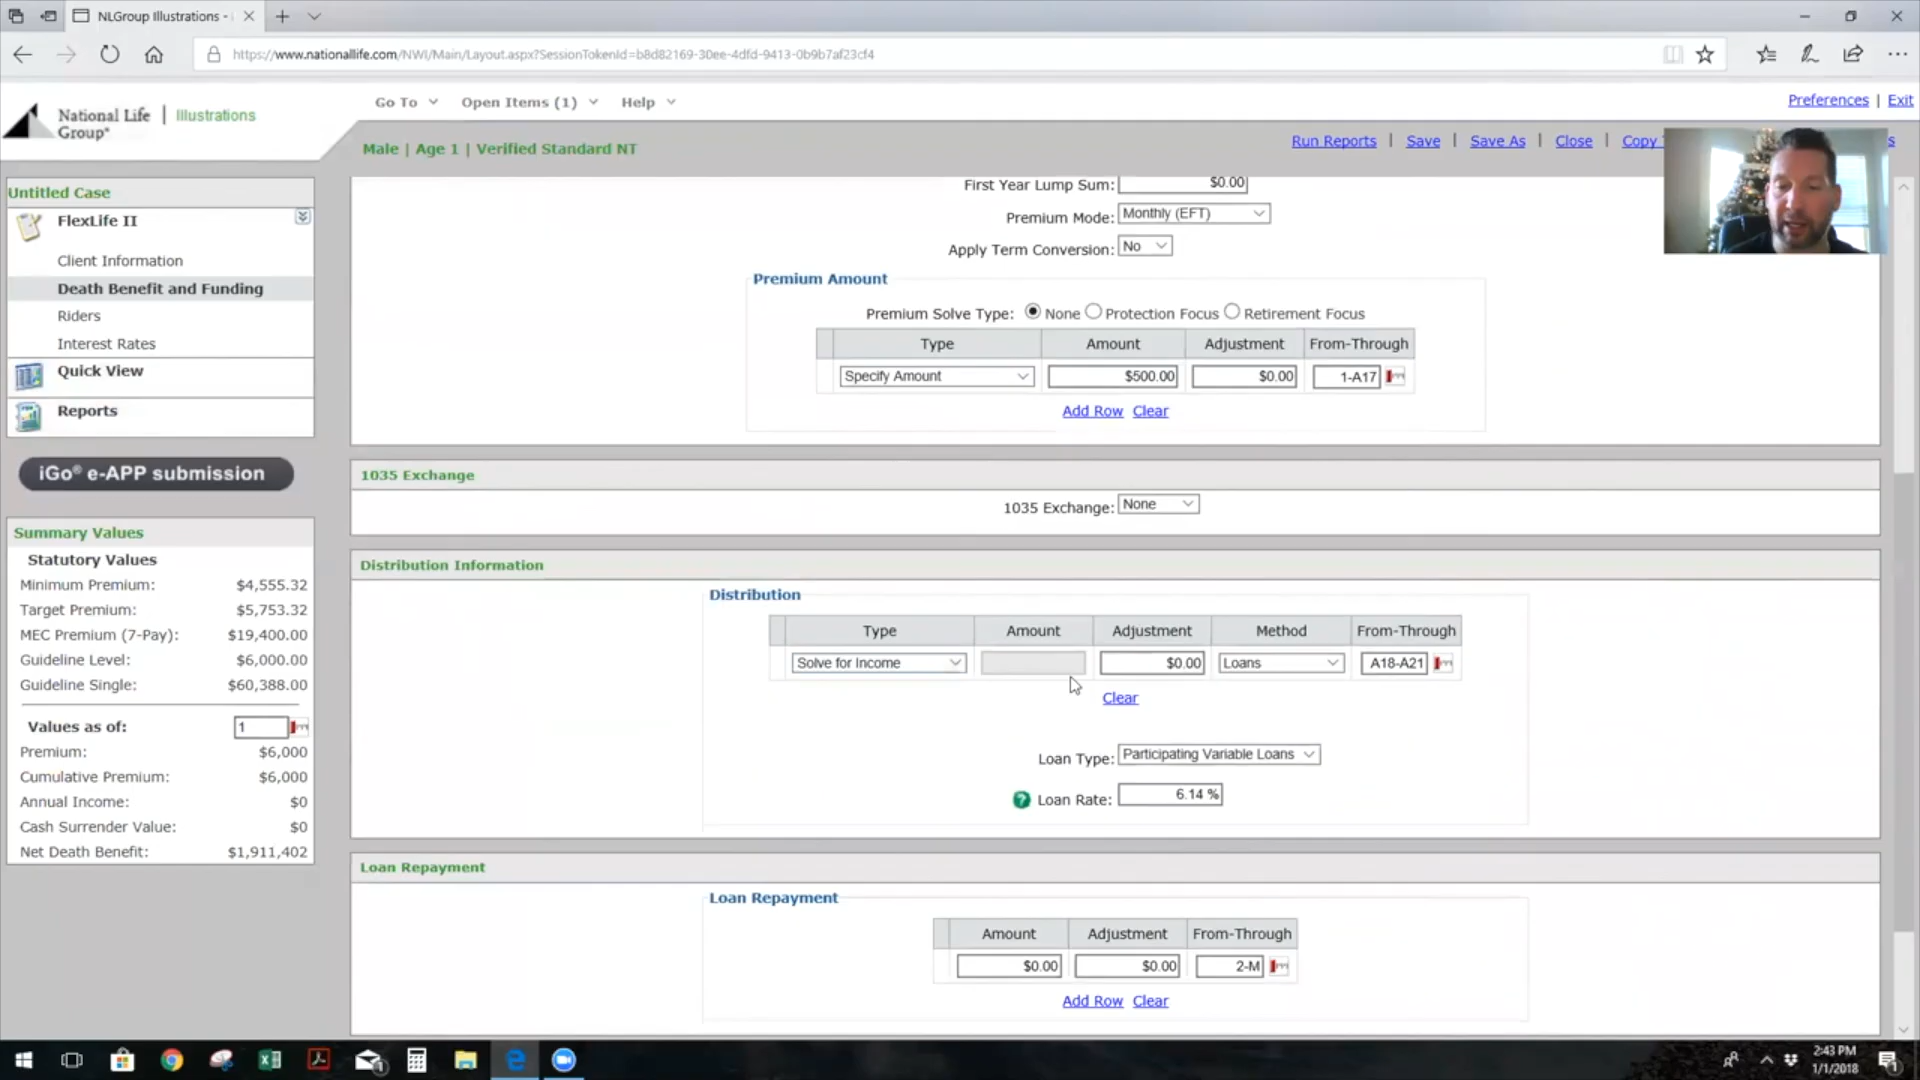 NLGroup Illustrations -
https://www.nationallife.com/NWI/Main/Layout.aspx?SessionTokenId=b8d82169-30ee-4dfd-9413-0b9b7af23cf4
National Life Group®
Illustrations
Go To
Open Items (1)
Help
Preferences | Exit
Male | Age 1 | Verified Standard NT
Run Reports | Save | Save As | Close | Copy
s
Untitled Case
FlexLife II
Client Information
Death Benefit and Funding
Riders
Interest Rates
Quick View
Reports
iGo® e-APP submission
Summary Values
Statutory Values
Minimum Premium: $4,555.32
Target Premium: $5,753.32
MEC Premium (7-Pay): $19,400.00
Guideline Level: $6,000.00
Guideline Single: $60,388.00
Values as of: 1
Premium: $6,000
Cumulative Premium: $6,000
Annual Income: $0
Cash Surrender Value: $0
Net Death Benefit: $1,911,402
First Year Lump Sum: $0.00
Premium Mode: Monthly (EFT)
Apply Term Conversion: No
Premium Amount
Premium Solve Type: None Protection Focus Retirement Focus
Type Amount Adjustment From-Through
Specify Amount $500.00 $0.00 1-A17
Add Row Clear
1035 Exchange
1035 Exchange: None
Distribution Information
Distribution
Type Amount Adjustment Method From-Through
Solve for Income $0.00 Loans A18-A21
Clear
Loan Type: Participating Variable Loans
? Loan Rate: 6.14 %
Loan Repayment
Loan Repayment
Amount Adjustment From-Through
$0.00 $0.00 2-M
Add Row Clear
2:43 PM
1/1/2018